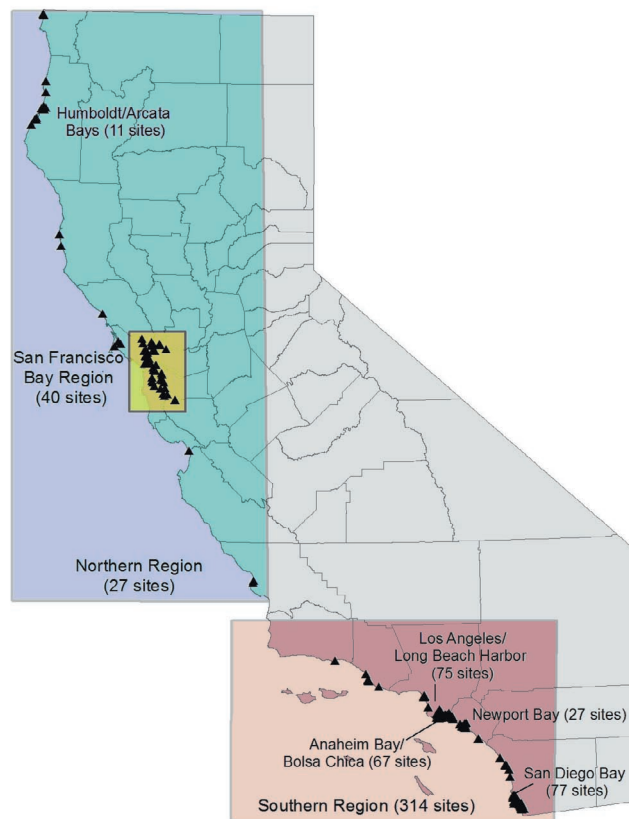 Humboldt/Arcata
Bays (11 sites)
San Francisco
Bay Region
(40 sites)
Northern Region
(27 sites)
Los Angeles/
Long Beach Harbor
(75 sites)
Newport Bay (27 sites)
Anaheim Bay/
Bolsa Chica (67 sites)
San Diego Bay
(77 sites)
Southern Region (314 sites)